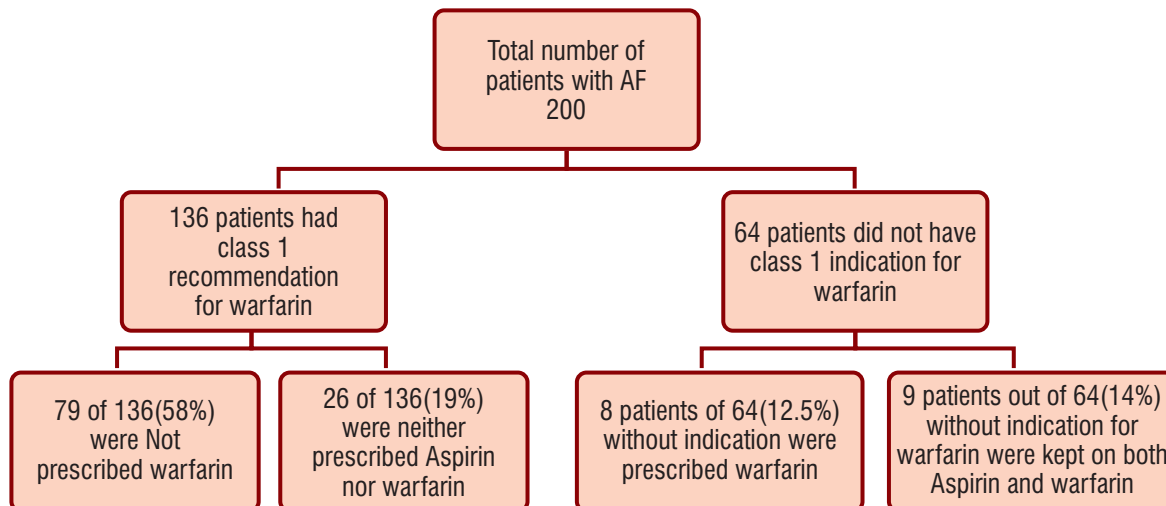 Total number of
patients with AF
200
136 patients had
class 1
recommendation
for warfarin
64 patients did not have
class 1 indication for
warfarin
79 of 136(58%)
were Not
prescribed warfarin
26 of 136(19%)
were neither
prescribed Aspirin
nor warfarin
8 patients of 64(12.5%)
without indication were
prescribed warfarin
9 patients out of 64(14%)
without indication for
warfarin were kept on both
Aspirin and warfarin